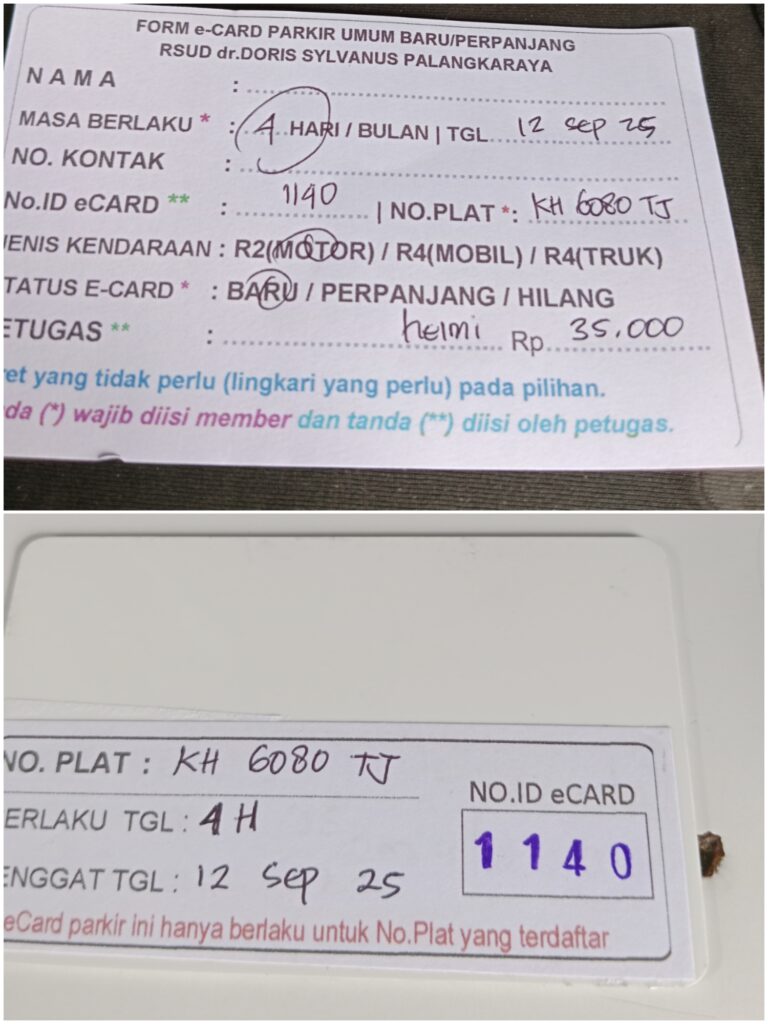 FORM e-CARD PARKIR UMUM BARU/PERPANJANG
RSUD dr.DORIS SYLVANUS PALANGKARAYA
NAMA :
MASA BERLAKU * : 4 HARI / BULAN | TGL. 12 sep 25
NO. KONTAK :
No.ID eCARD ** : 1140 | NO.PLAT *: KH 6080 TJ
JENIS KENDARAAN : R2(MOTOR) / R4(MOBIL) / R4(TRUK)
TATUS E-CARD * : BARU / PERPANJANG / HILANG
ETUGAS ** : helmi Rp. 35.000
et yang tidak perlu (lingkari yang perlu) pada pilihan.
da (*) wajib diisi member dan tanda (**) diisi oleh petugas.
NO. PLAT : KH 6080 TJ
ERLAKU TGL : 4 H
NO.ID eCARD
1140
ENGGAT TGL : 12 Sep 25
eCard parkir ini hanya berlaku untuk No.Plat yang terdaftar